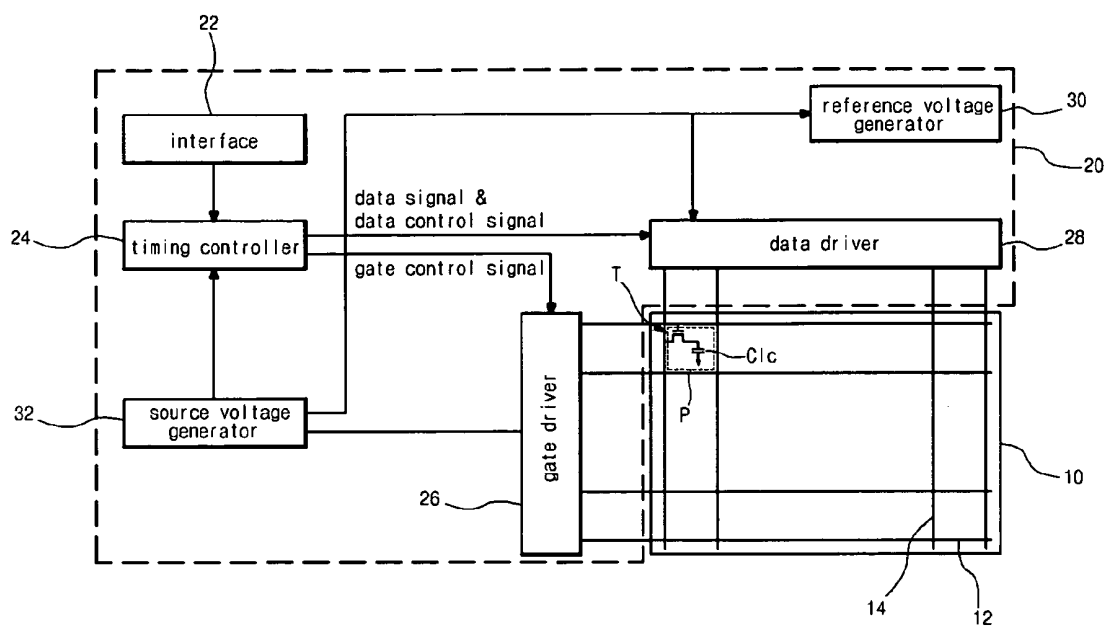 22
interface
reference voltage
generator
30
20
data signal &
data control signal
24
timing controller
data driver
28
gate control signal
T
Clc
P
32
source voltage
generator
gate driver
26
10
14
12